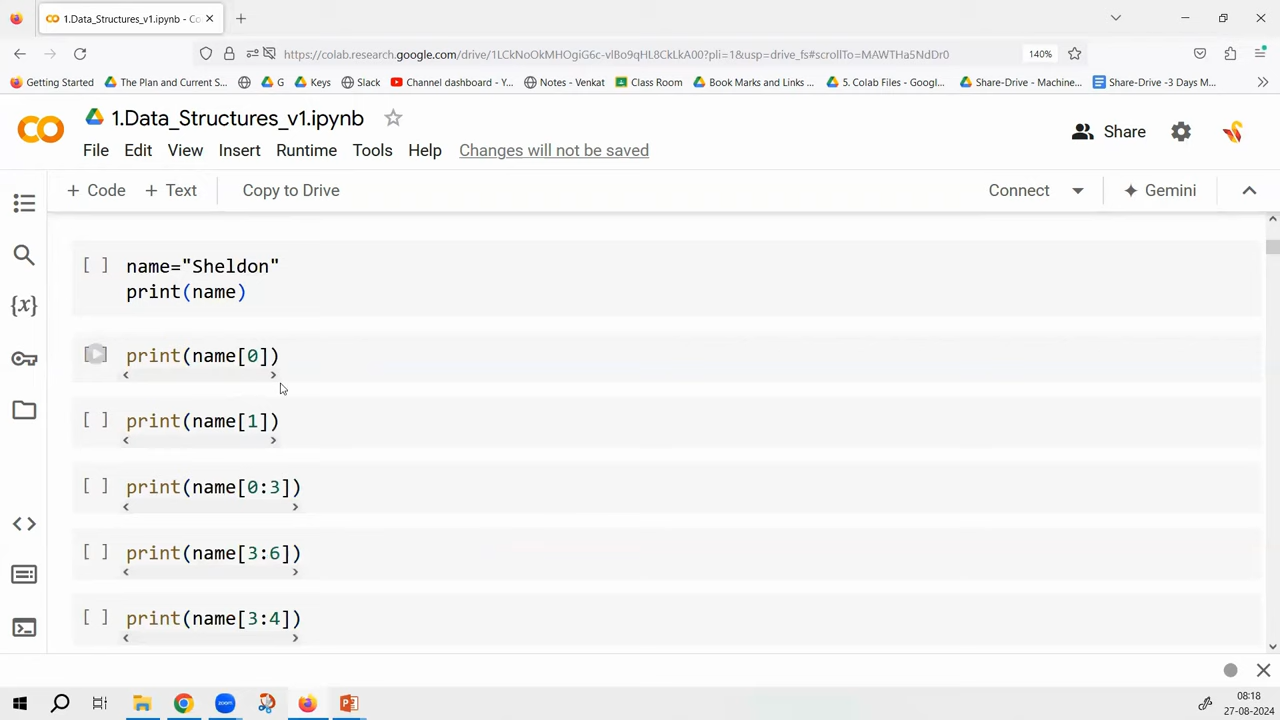 1.Data_Structures_v1.ipynb - Co
https://colab.research.google.com/drive/1LCkNoOkMHOgiG6c-vlBo9qHL8CkLkA00?pli=1&usp=drive_fs#scrollTo=MAWTHa5NdDr0
140%
Getting Started
The Plan and Current S...
G
Keys
Slack
Channel dashboard - Y...
Notes - Venkat
Class Room
Book Marks and Links ...
5. Colab Files - Googl...
Share-Drive - Machine...
Share-Drive -3 Days M...
1.Data_Structures_v1.ipynb
File Edit View Insert Runtime Tools Help Changes will not be saved
Share
+ Code + Text Copy to Drive
Connect
Gemini
[ ] name="Sheldon"
print(name)
[ ] print(name[0])
[ ] print(name[1])
[ ] print(name[0:3])
[ ] print(name[3:6])
[ ] print(name[3:4])
zoom
08:18
27-08-2024